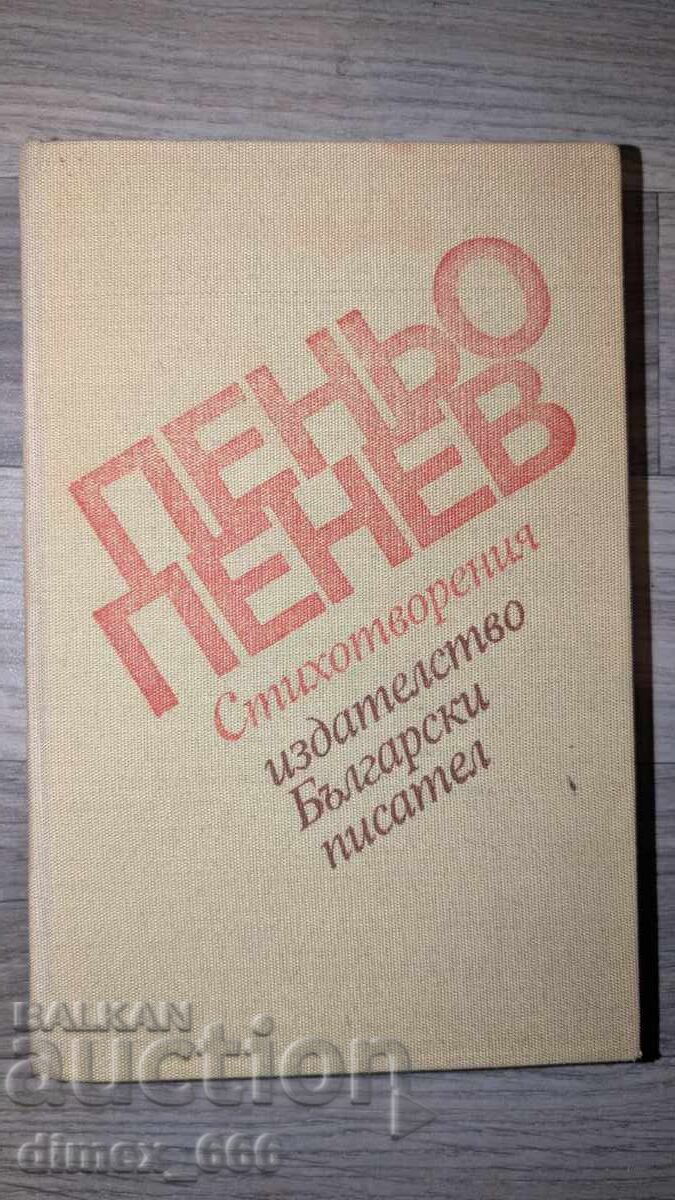 ПЕНЬО
ПЕНЕВ
Стихотворения
издателство
Български
писател
BALKAN
auction
dimex_666